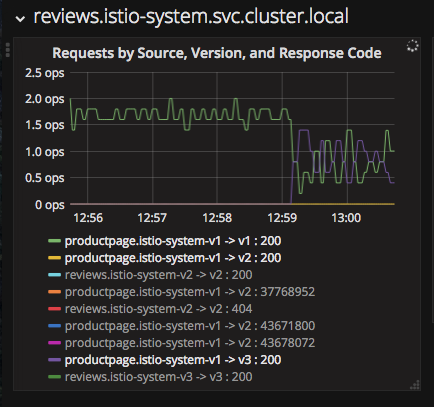 reviews.istio-system.svc.cluster.local
Requests by Source, Version, and Response Code
2.5 ops
2.0 ops
1.5 ops
1.0 ops
0.5 ops
0 ops
12:56 12:57 12:58 12:59 13:00
productpage.istio-system-v1 -> v1 : 200
productpage.istio-system-v1 -> v2 : 200
reviews.istio-system-v2 -> v2 : 200
productpage.istio-system-v1 -> v2 : 37768952
reviews.istio-system-v2 -> v2 : 404
productpage.istio-system-v1 -> v2 : 43671800
productpage.istio-system-v1 -> v2 : 43678072
productpage.istio-system-v1 -> v3 : 200
reviews.istio-system-v3 -> v3 : 200